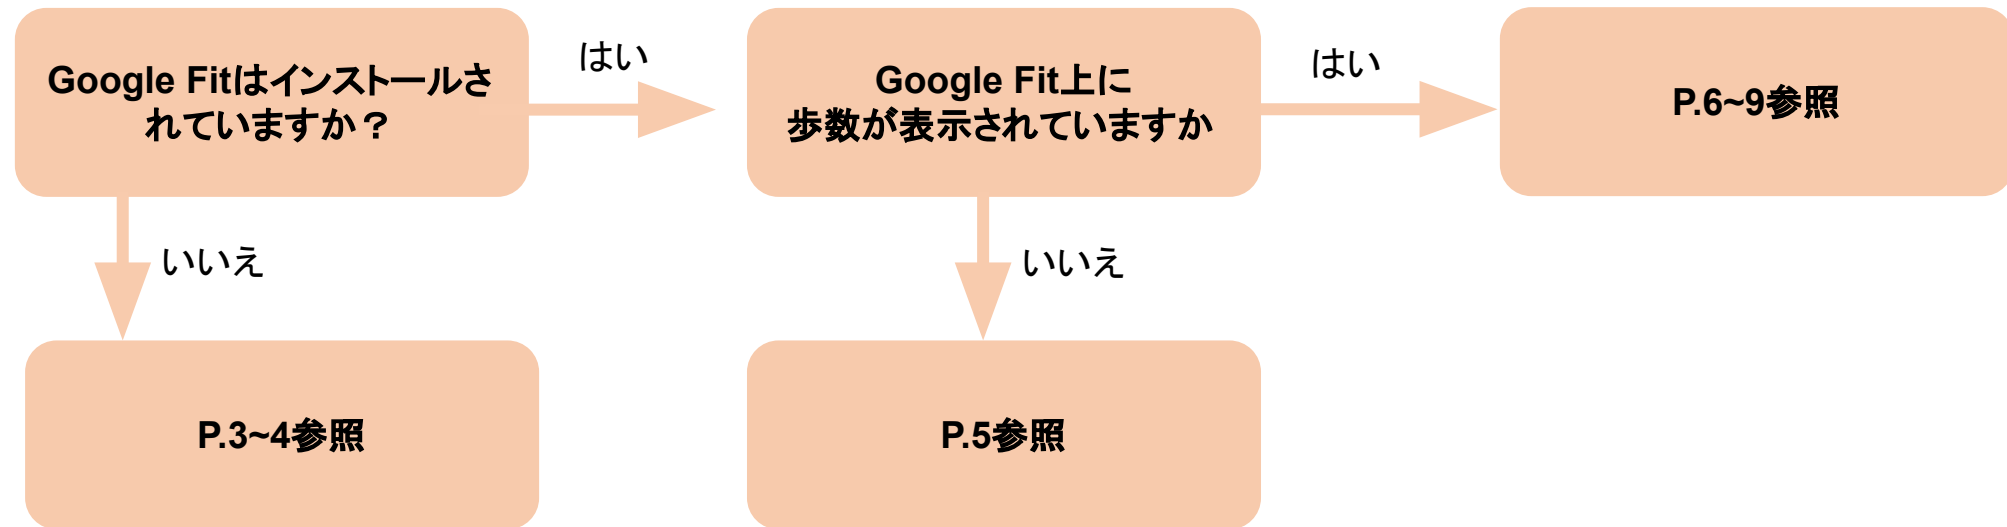 Google Fitはインストールさ
れていますか？
はい
Google Fit上に
歩数が表示されていますか
はい
P.6~9参照
いいえ
いいえ
P.3~4参照
P.5参照